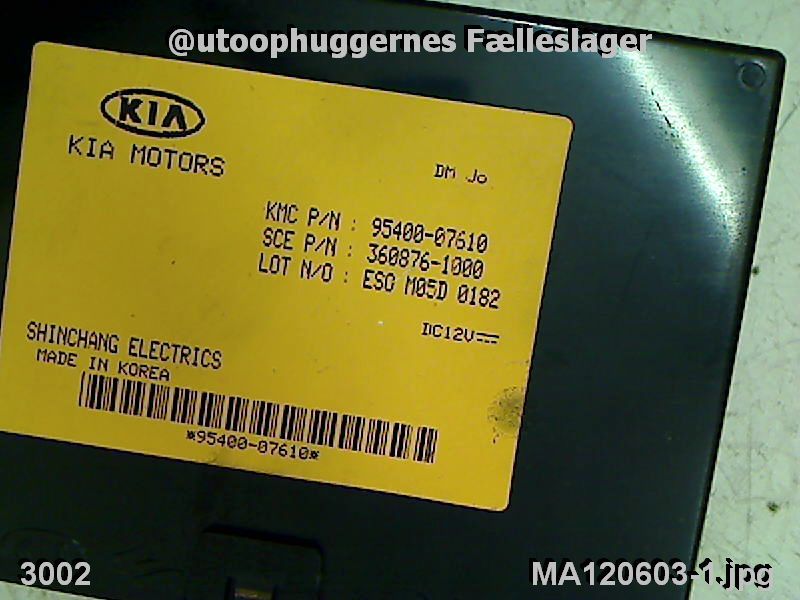 @utoophuggernes Fælleslager
KIA
KIA MOTORS
DM Jo
KMC P/N : 95400-07610
SCE P/N : 360876-1000
LOT N/O : ESO M05D 0182
DC12V
SHINCHANG ELECTRICS
MADE IN KOREA
*95400-07610*
3002
MA120603-1.jpg